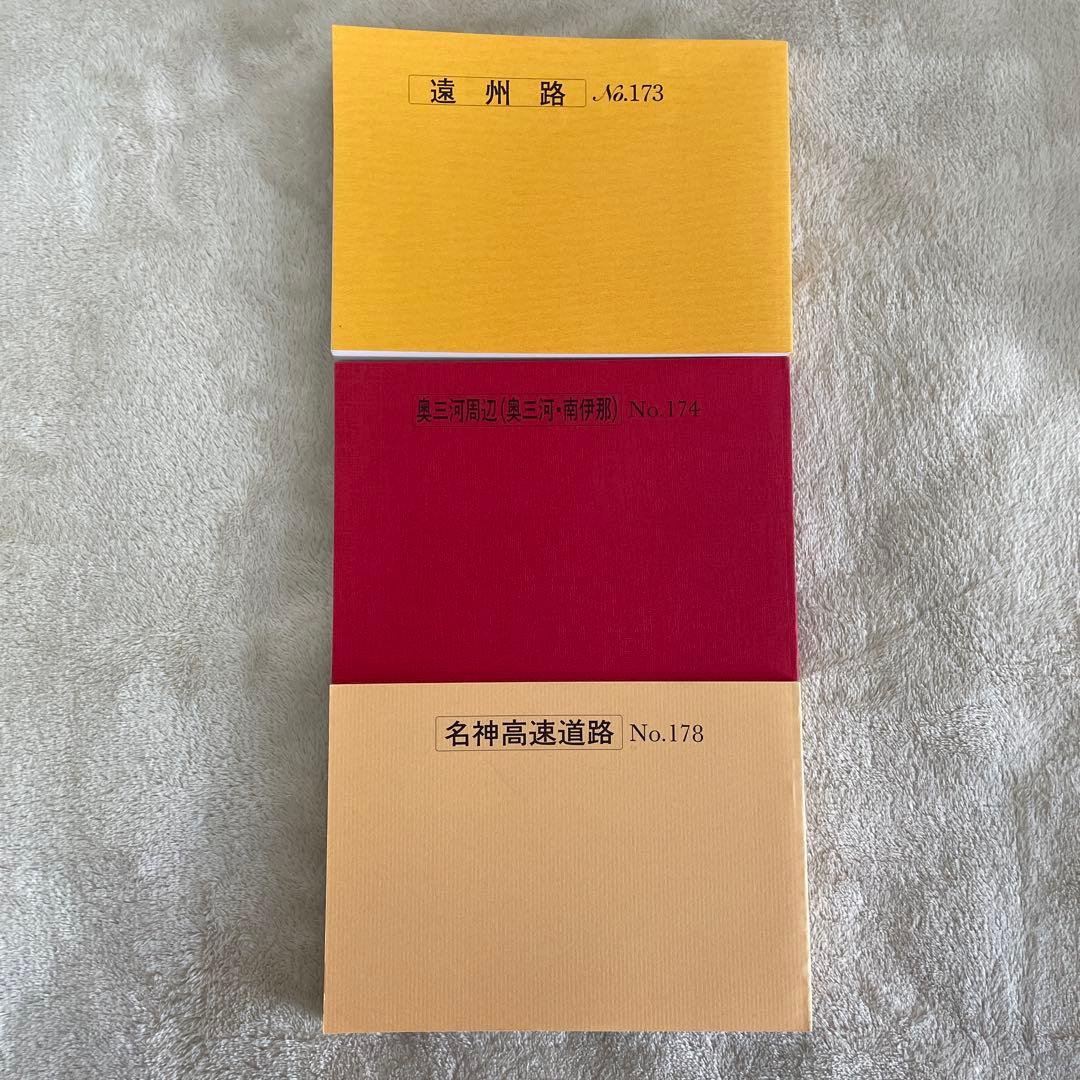 遠州路 No.173
奥三河周辺(奥三河・南伊那) No.174
名神高速道路 No.178